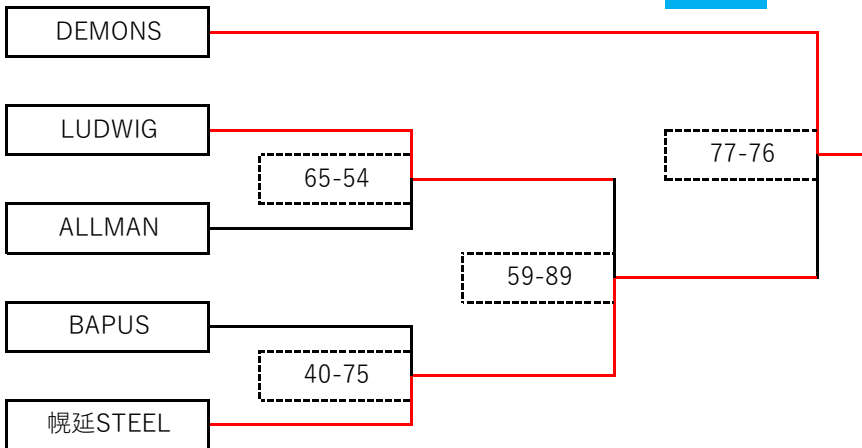 DEMONS
LUDWIG
77-76
65-54
ALLMAN
59-89
BAPUS
40-75
幌延STEEL